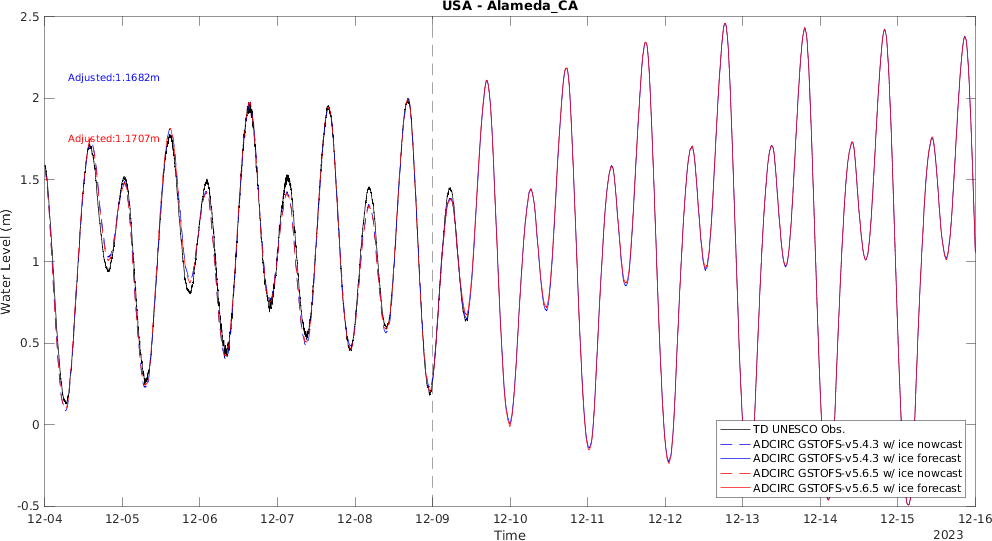 USA - Alameda_CA
2.5
2
1.5
1
0.5
0
-0.5
Water Level (m)
Adjusted:1.1682m
Adjusted:1.1707m
TD UNESCO Obs.
ADCIRC GSTOFS-v5.4.3 w/ ice nowcast
ADCIRC GSTOFS-v5.4.3 w/ ice forecast
ADCIRC GSTOFS-v5.6.5 w/ ice nowcast
ADCIRC GSTOFS-v5.6.5 w/ ice forecast
12-04 12-05 12-06 12-07 12-08 12-09 12-10 12-11 12-12 12-13 12-14 12-15 12-16
Time
2023